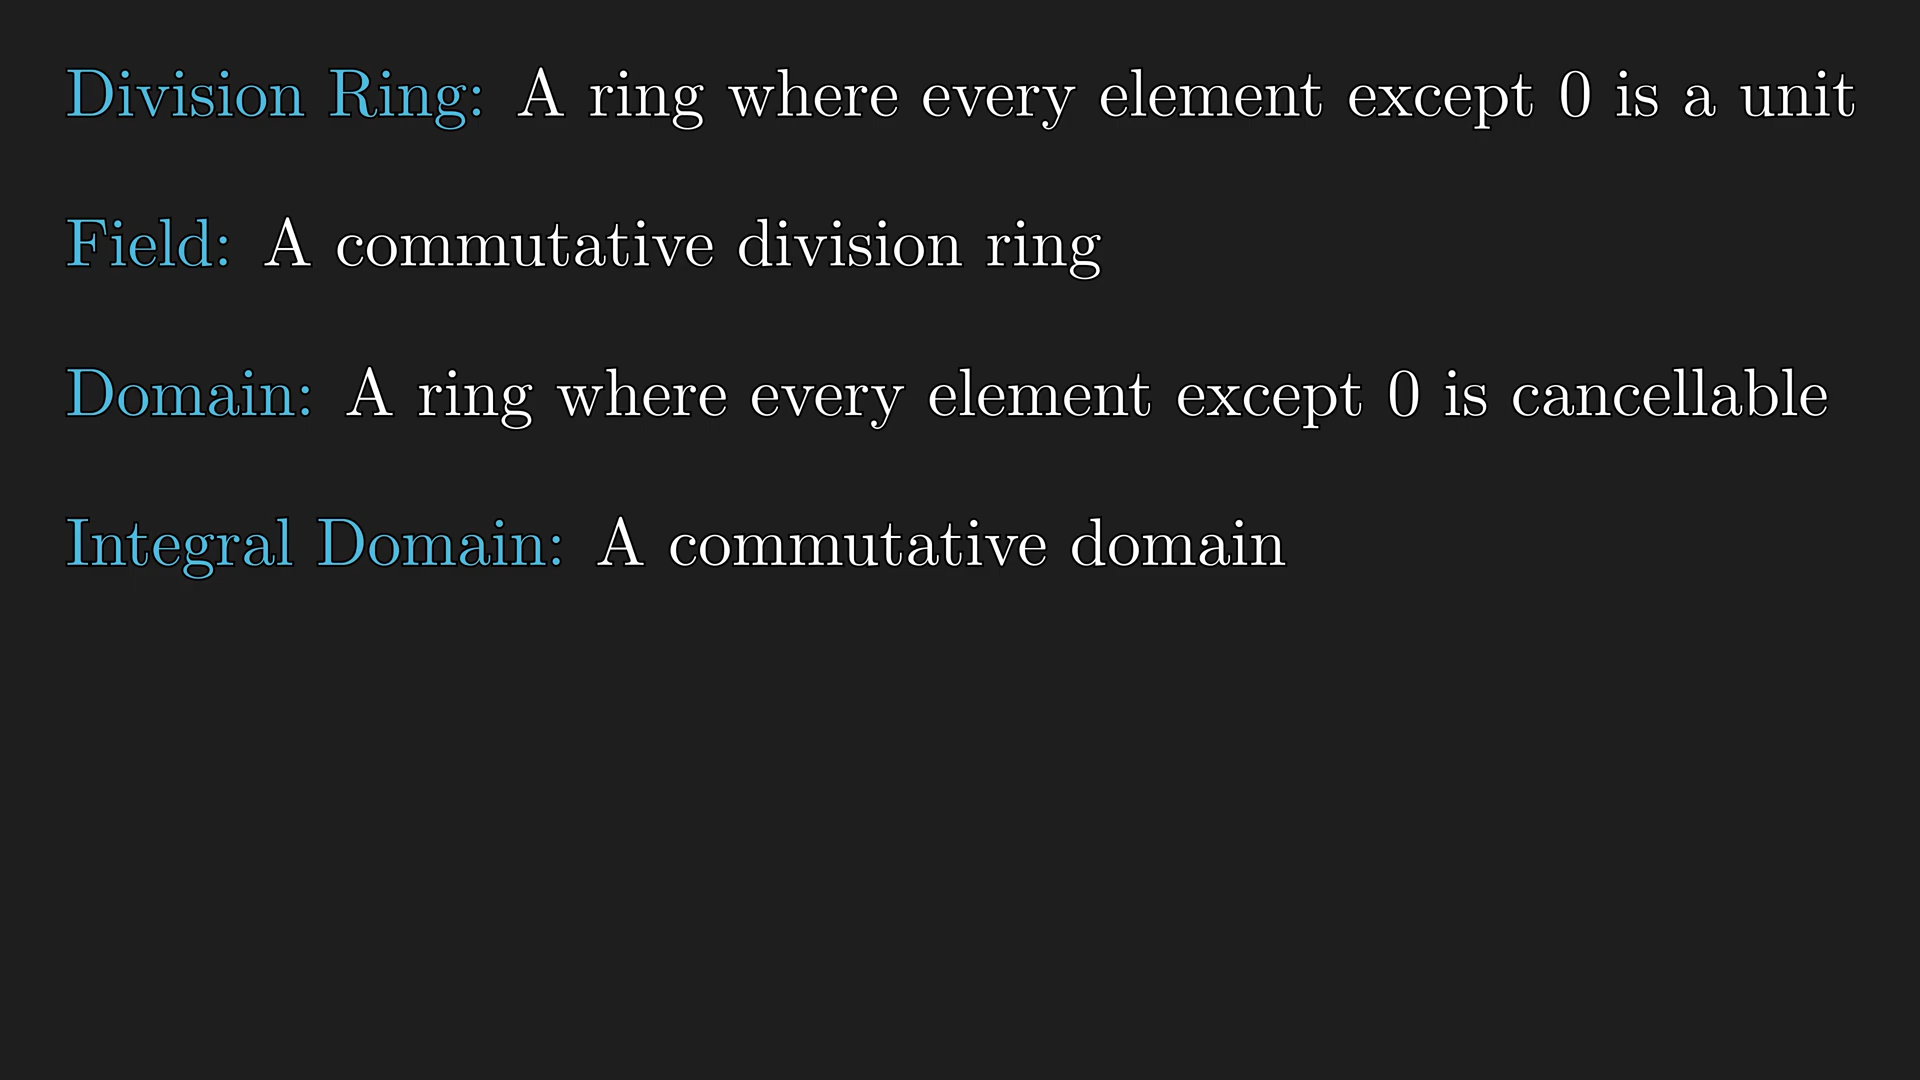 Division Ring: A ring where every element except 0 is a unit
Field: A commutative division ring
Domain: A ring where every element except 0 is cancellable
Integral Domain: A commutative domain